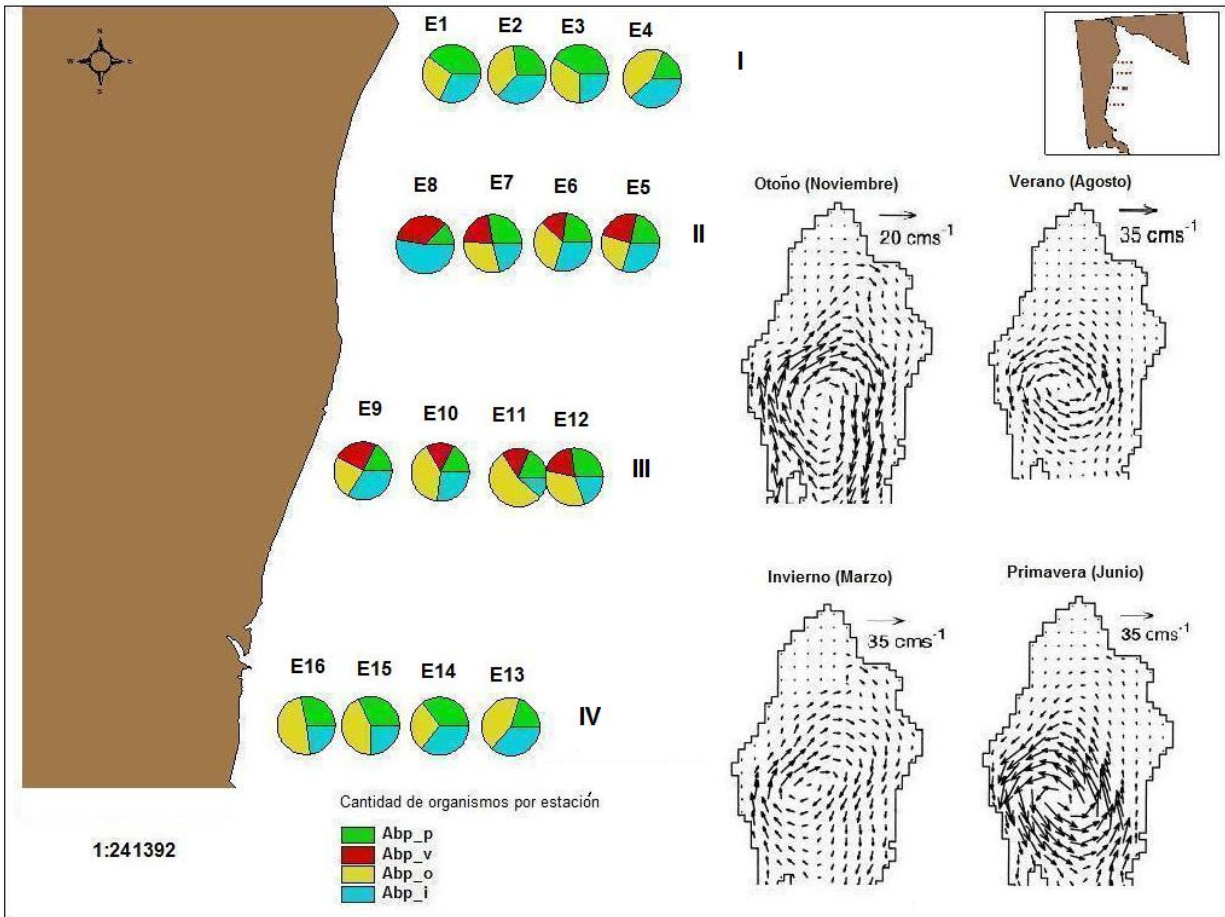 N
W E
S
E1 E2 E3 E4
I
E8 E7 E6 E5
II
E9 E10 E11 E12
III
E16 E15 E14 E13
IV
1:241392
Cantidad de organismos por estación
Abp_p
Abp_v
Abp_o
Abp_i
Otoño (Noviembre)
20 cms-1
Verano (Agosto)
35 cms-1
Invierno (Marzo)
35 cms-1
Primavera (Junio)
35 cms-1